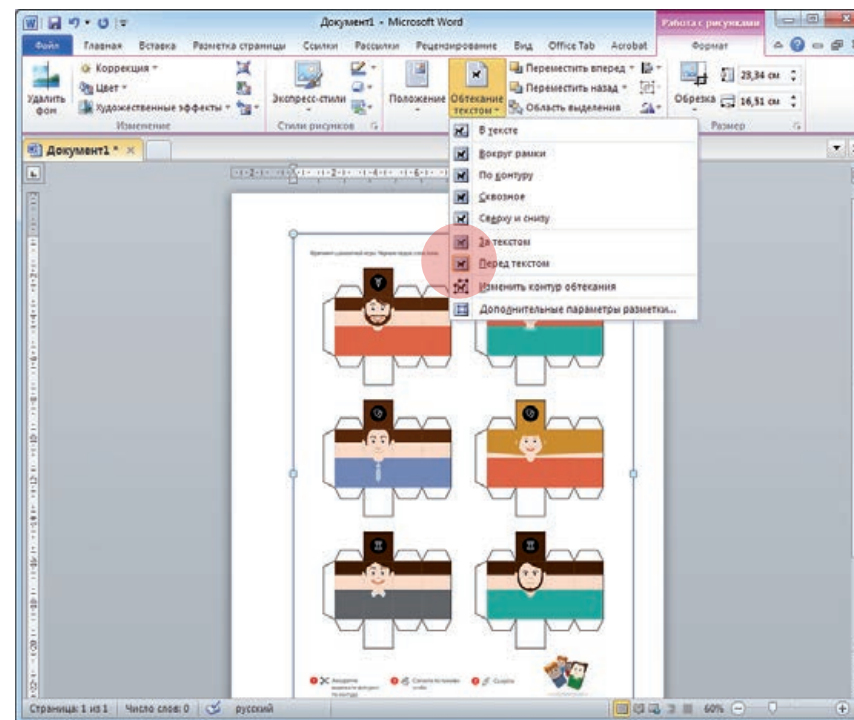 Документ1 - Microsoft Word
Работа с рисунками
Файл Главная Вставка Разметка страницы Ссылки Рассылки Рецензирование Вид Office Tab Acrobat Формат
Удалить фон
Коррекция
Цвет
Художественные эффекты
Изменение
Экспресс-стили
Стили рисунков
Положение
Обтекание текстом
Переместить вперед
Переместить назад
Область выделения
Обрезка
23,34 см
16,51 см
Размер
Документ1 *
В тексте
Вокруг рамки
По контуру
Сквозное
Сверху и снизу
За текстом
Перед текстом
Изменить контур обтекания
Дополнительные параметры разметки...
Страница: 1 из 1 Число слов: 0 русский 60%